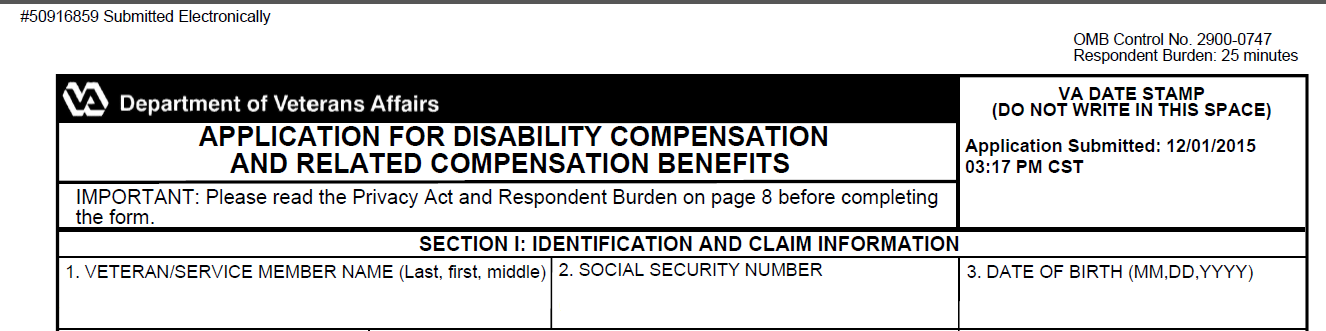 #50916859 Submitted Electronically
OMB Control No. 2900-0747
Respondent Burden: 25 minutes
VA Department of Veterans Affairs
APPLICATION FOR DISABILITY COMPENSATION
AND RELATED COMPENSATION BENEFITS
VA DATE STAMP
(DO NOT WRITE IN THIS SPACE)
Application Submitted: 12/01/2015
03:17 PM CST
IMPORTANT: Please read the Privacy Act and Respondent Burden on page 8 before completing
the form.
SECTION I: IDENTIFICATION AND CLAIM INFORMATION
1. VETERAN/SERVICE MEMBER NAME (Last, first, middle)
2. SOCIAL SECURITY NUMBER
3. DATE OF BIRTH (MM,DD,YYYY)